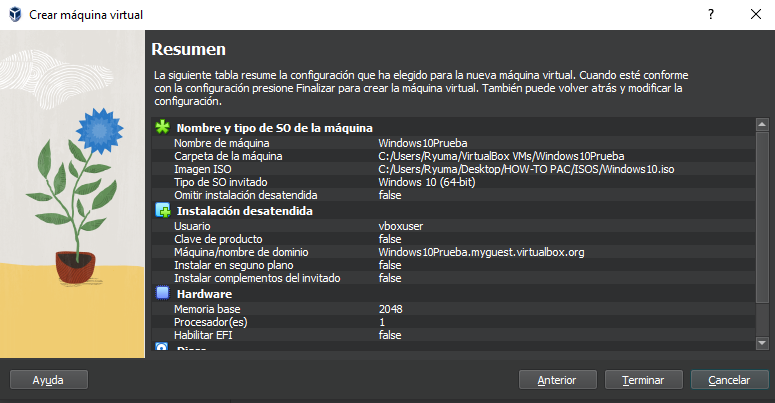 Crear máquina virtual
Resumen
La siguiente tabla resume la configuración que ha elegido para la nueva máquina virtual. Cuando esté conforme
con la configuración presione Finalizar para crear la máquina virtual. También puede volver atrás y modificar la
configuración.
Nombre y tipo de SO de la máquina
Nombre de máquina Windows10Prueba
Carpeta de la máquina C:/Users/Ryuma/VirtualBox VMs/Windows10Prueba
Imagen ISO C:/Users/Ryuma/Desktop/HOW-TO PAC/ISOS/Windows10.iso
Tipo de SO invitado Windows 10 (64-bit)
Omitir instalación desatendida false
Instalación desatendida
Usuario vboxuser
Clave de producto false
Máquina/nombre de dominio Windows10Prueba.myguest.virtualbox.org
Instalar en seguno plano false
Instalar complementos del invitado false
Hardware
Memoria base 2048
Procesador(es) 1
Habilitar EFI false
Ayuda Anterior Terminar Cancelar